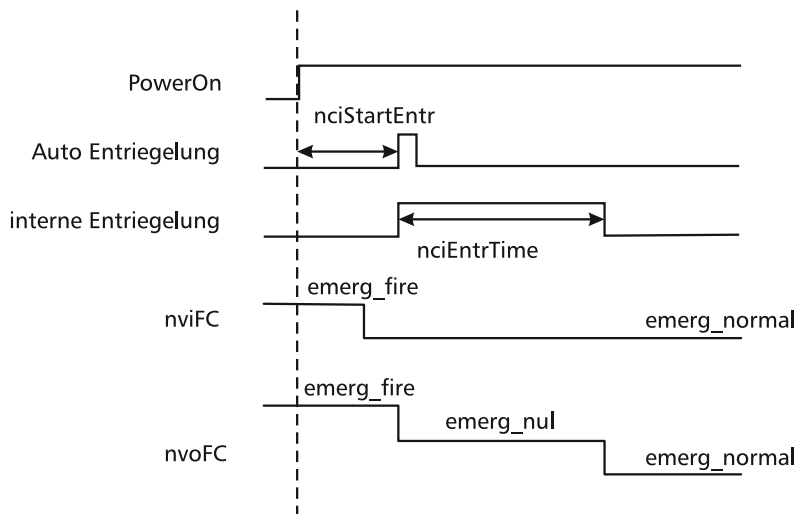 PowerOn
nciStartEntr
Auto Entriegelung
interne Entriegelung
nciEntrTime
emerg_fire
nviFC
emerg_normal
emerg_fire
emerg_nul
nvoFC
emerg_normal